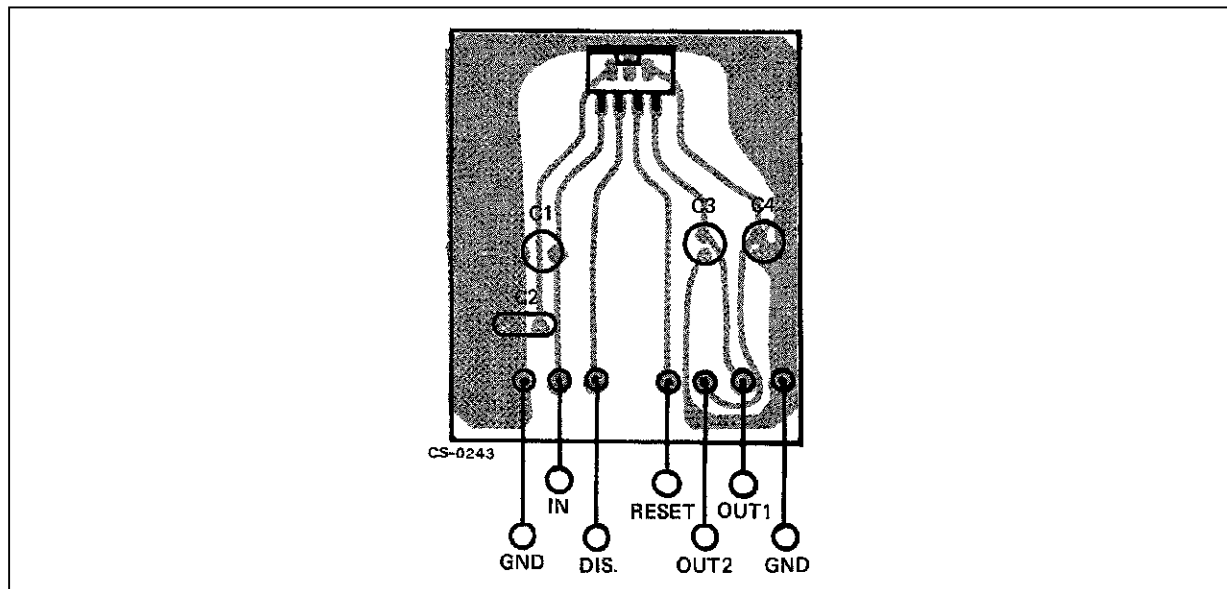 C1
C3
C4
C2
CS-0243
IN
RESET
OUT1
GND
DIS.
OUT2
GND